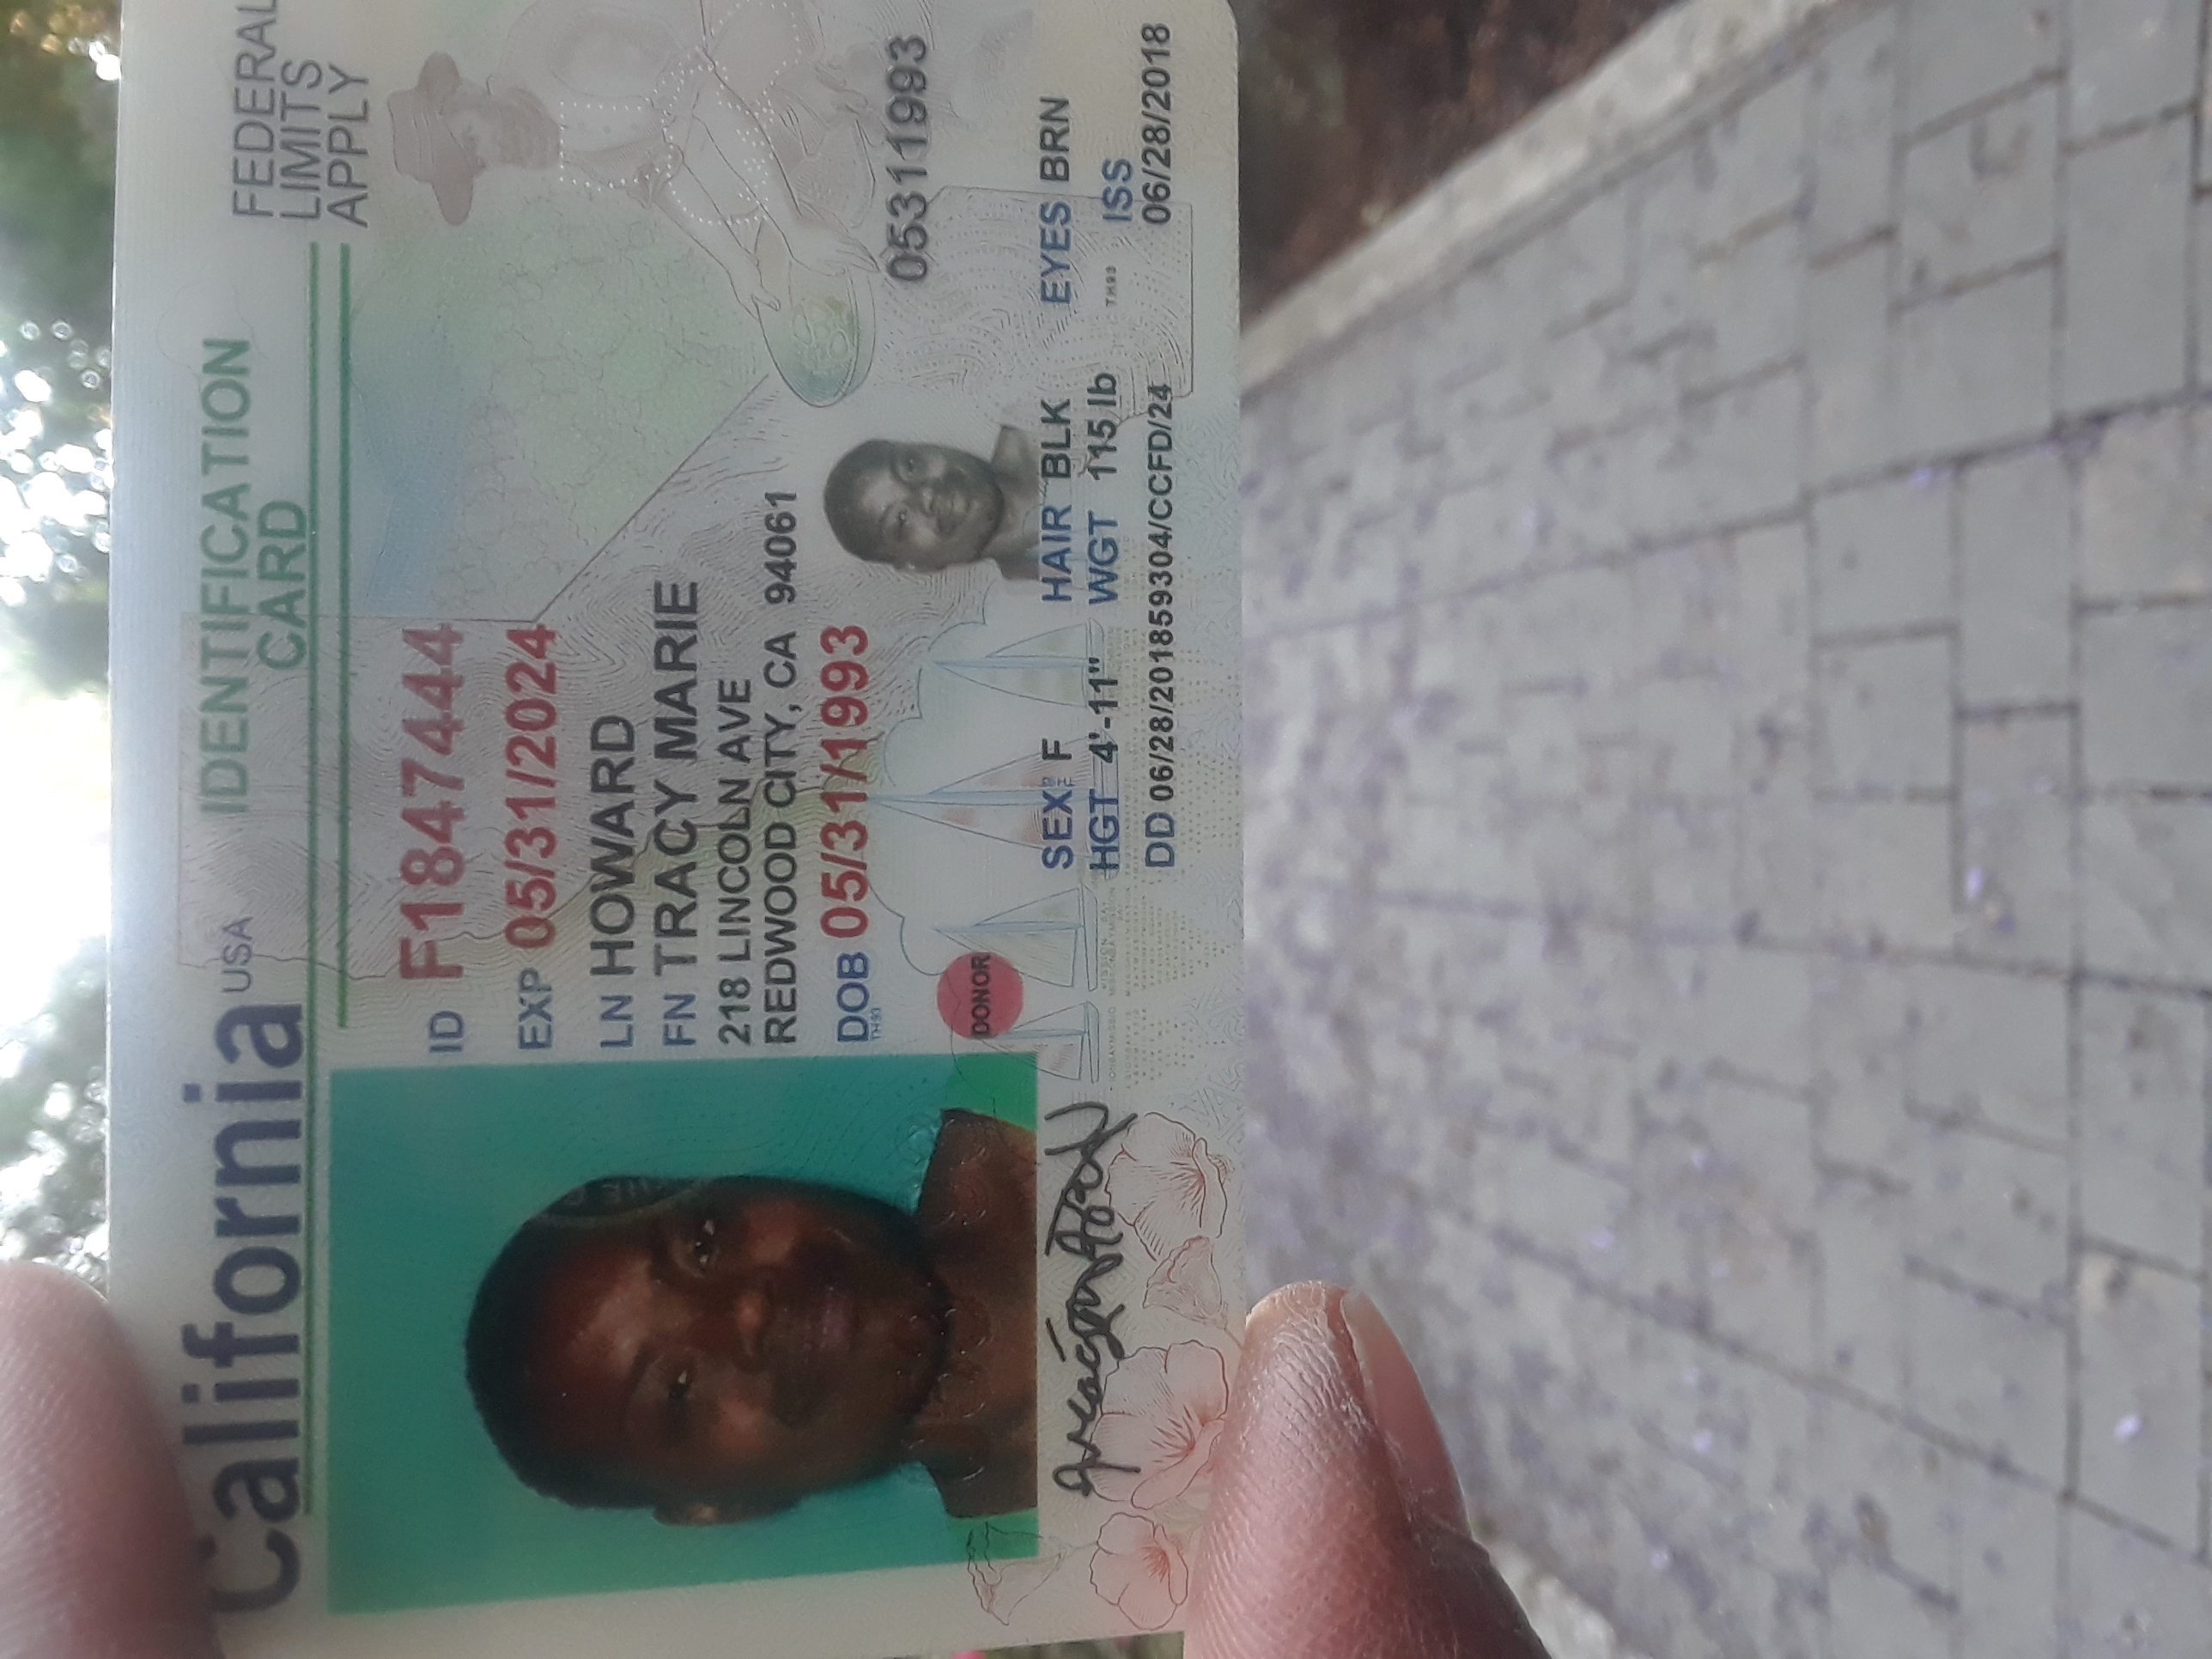 California USA IDENTIFICATION CARD
FEDERAL LIMITS APPLY
ID F1847444
EXP 05/31/2024
LN HOWARD
FN TRACY MARIE
218 LINCOLN AVE
REDWOOD CITY, CA 94061
DOB 05/31/1993
TH93
05311993
DONOR
SEX F HAIR BLK EYES BRN
HGT 4'-11" WGT 115 lb TH93 ISS
DD 06/28/201859304/CCFD/24 06/28/2018